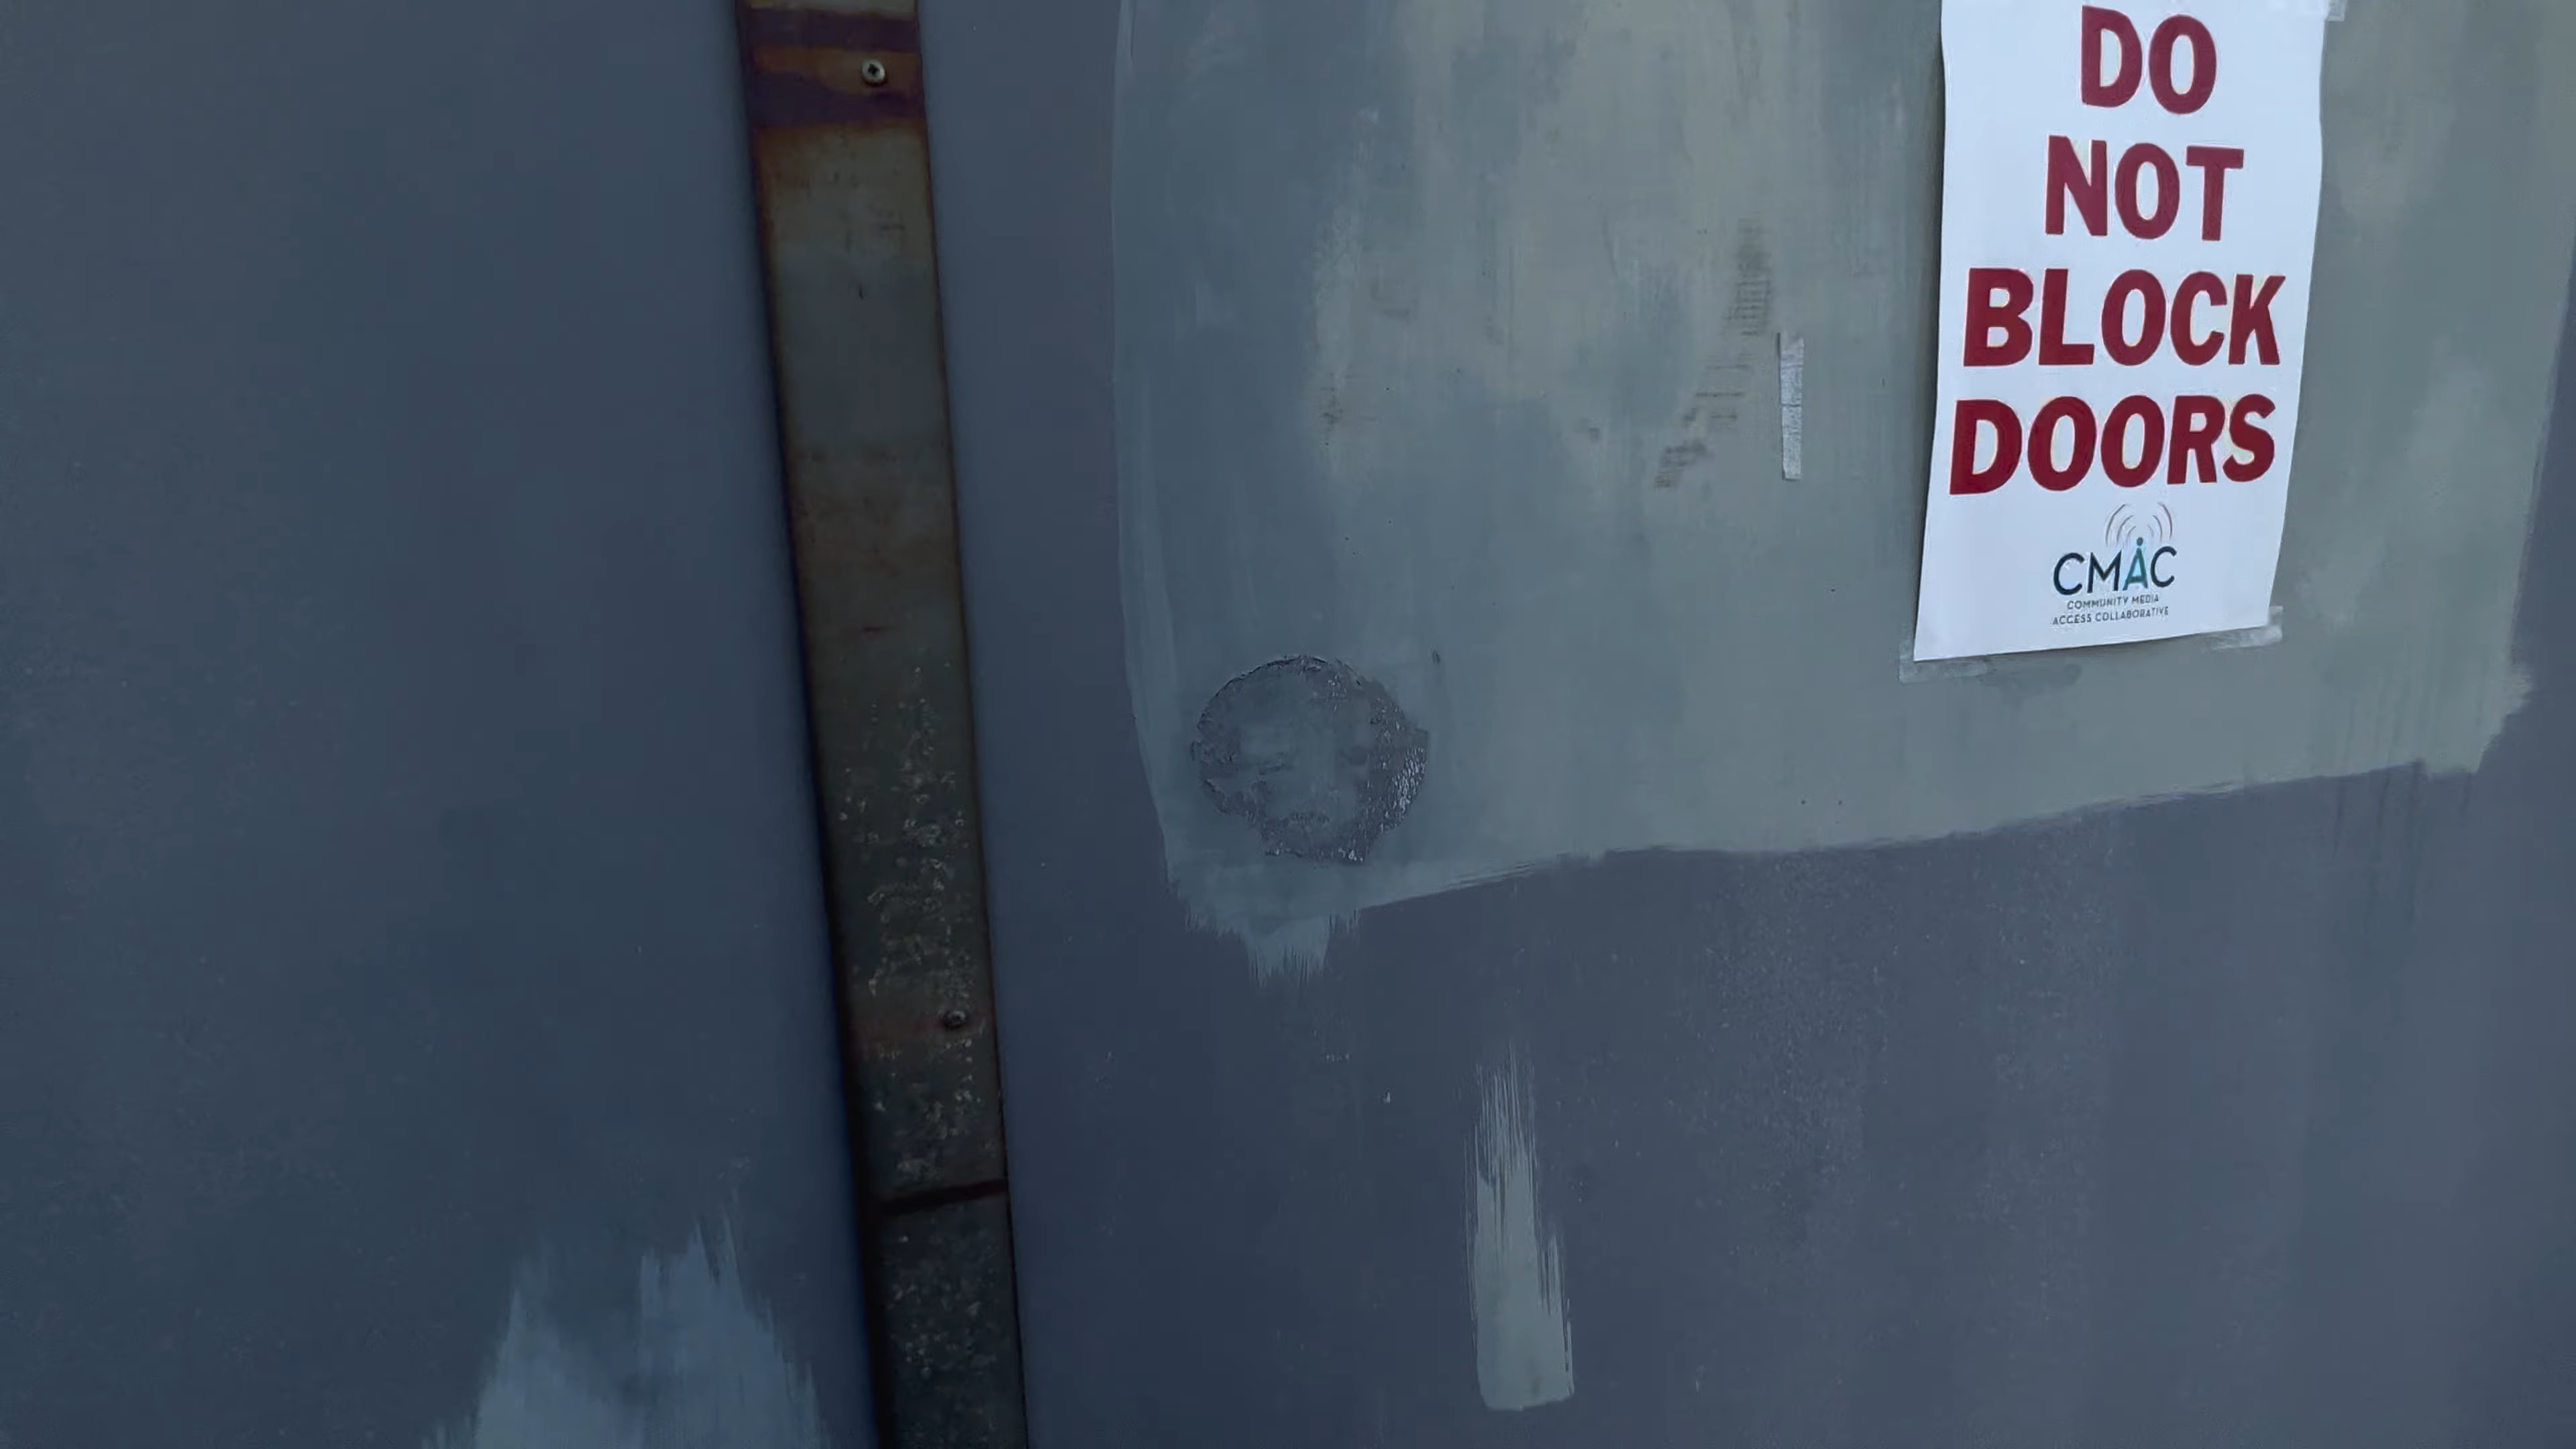 DO
NOT
BLOCK
DOORS
CMAC
COMMUNITY MEDIA
ACCESS COLLABORATIVE